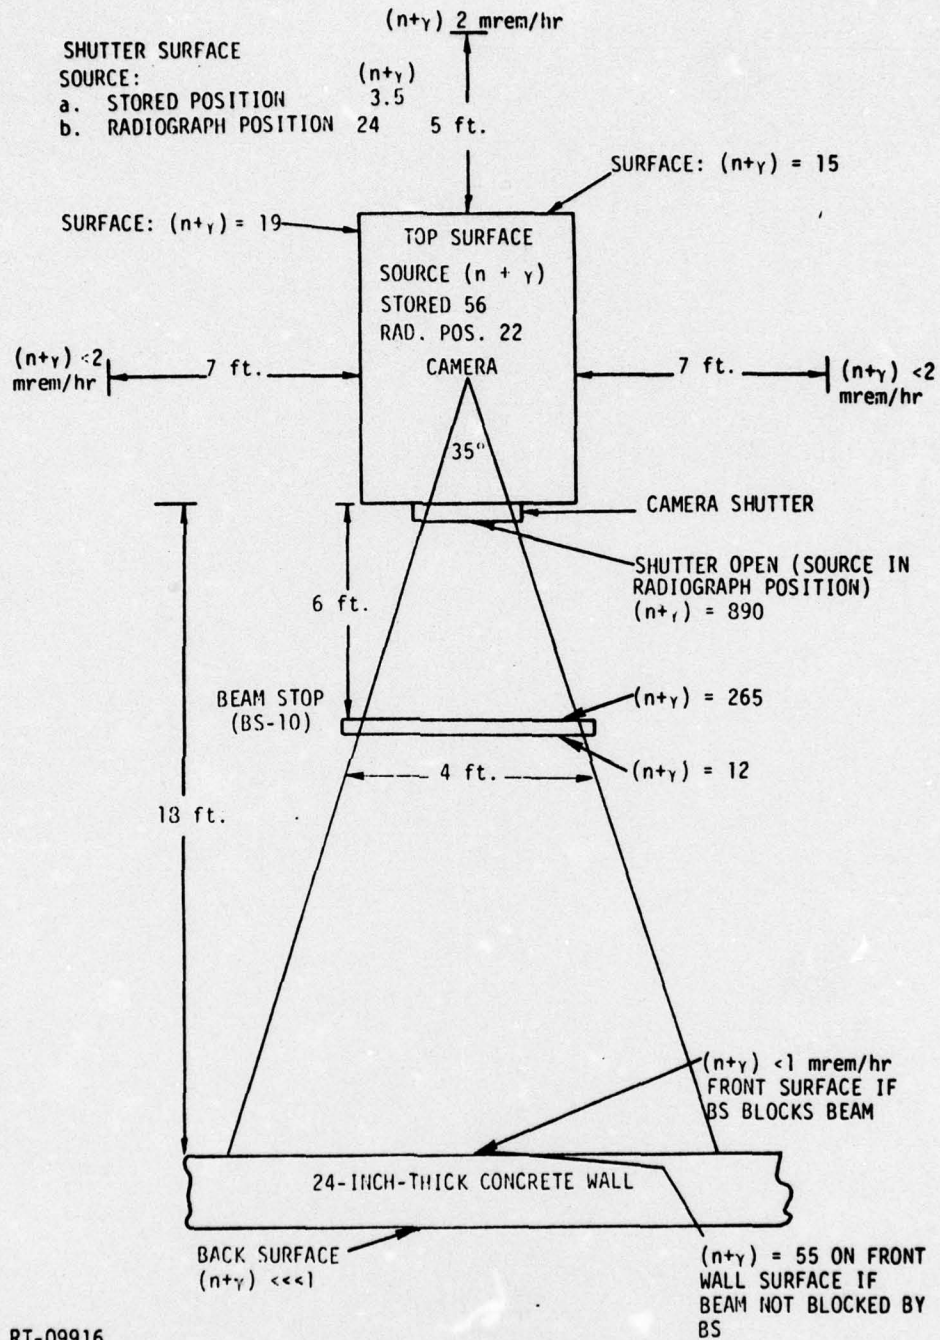 (n+γ) 2 mrem/hr
SHUTTER SURFACE
SOURCE: (n+γ)
a. STORED POSITION 3.5
b. RADIOGRAPH POSITION 24
5 ft.
SURFACE: (n+γ) = 15
SURFACE: (n+γ) = 19
TOP SURFACE
SOURCE (n + γ)
STORED 56
RAD. POS. 22
CAMERA
(n+γ) <2
mrem/hr
7 ft.
7 ft.
(n+γ) <2
mrem/hr
35°
CAMERA SHUTTER
SHUTTER OPEN (SOURCE IN
RADIOGRAPH POSITION)
(n+γ) = 890
6 ft.
BEAM STOP
(BS-10)
(n+γ) = 265
(n+γ) = 12
4 ft.
18 ft.
(n+γ) <1 mrem/hr
FRONT SURFACE IF
BS BLOCKS BEAM
24-INCH-THICK CONCRETE WALL
BACK SURFACE
(n+γ) <<<1
(n+γ) = 55 ON FRONT
WALL SURFACE IF
BEAM NOT BLOCKED BY
BS
RT-09916